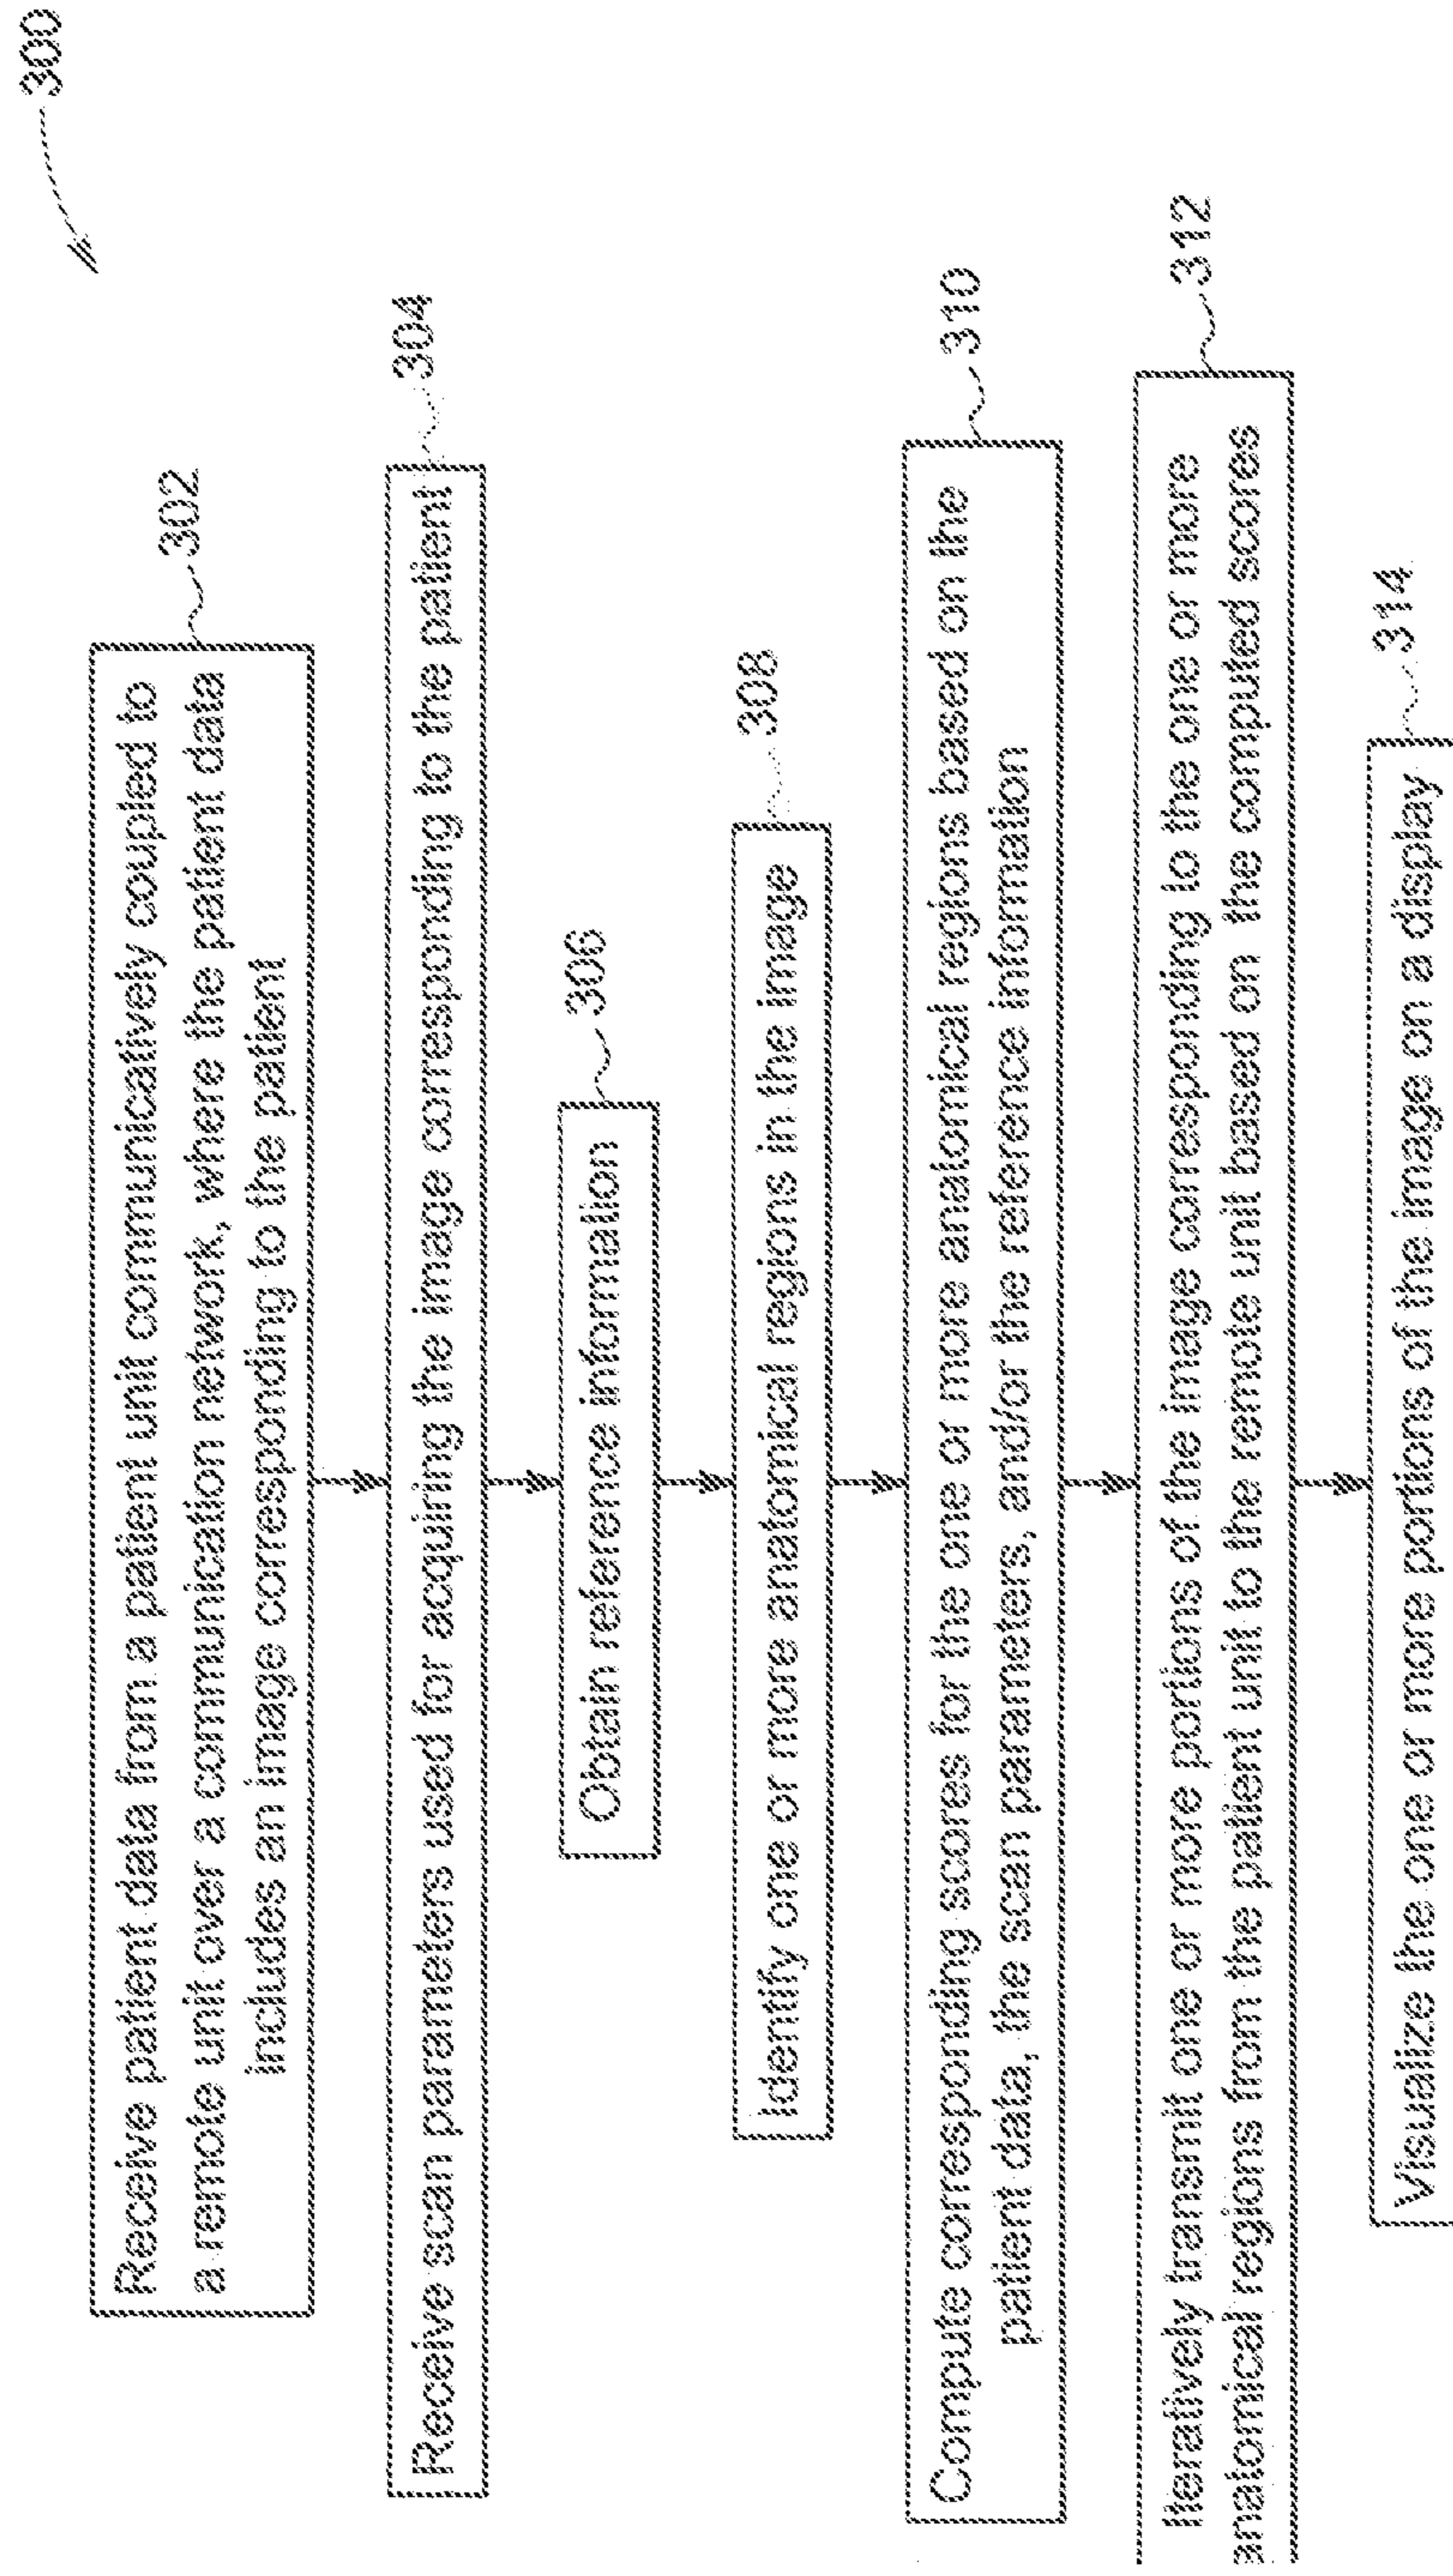 300
Receive patient data from a patient unit communicatively coupled to
a remote unit over a communication network, where the patient data
includes an image corresponding to the patient
302
Receive scan parameters used for acquiring the image corresponding to the patient
304
Obtain reference information
306
Identify one or more anatomical regions in the image
308
Compute corresponding scores for the one or more anatomical regions based on the
patient data, the scan parameters, and/or the reference information
310
Iteratively transmit one or more portions of the image corresponding to the one or more
anatomical regions from the patient unit to the remote unit based on the computed scores
312
Visualize the one or more portions of the image on a display
314